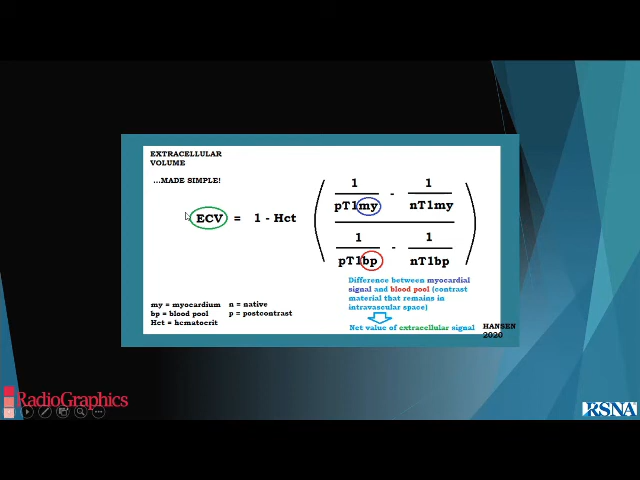 EXTRACELLULAR
VOLUME
...MADE SIMPLE!
ECV = 1 - Hct
1 - 1
pT1my nT1my
1 - 1
pT1bp nT1bp
Difference between myocardial
signal and blood pool (contrast
material that remains in
intravascular space)
Net value of extracellular signal
my = myocardium n = native
bp = blood pool p = postcontrast
Hct = hematocrit
HANSEN
2020
RadioGraphics
RSNA